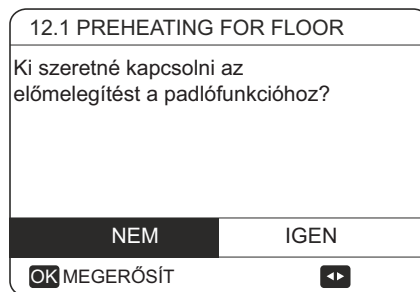 12.1 PREHEATING FOR FLOOR
Ki szeretné kapcsolni az
előmelegítést a padlófunkcióhoz?
NEM IGEN
OK MEGERŐSÍT